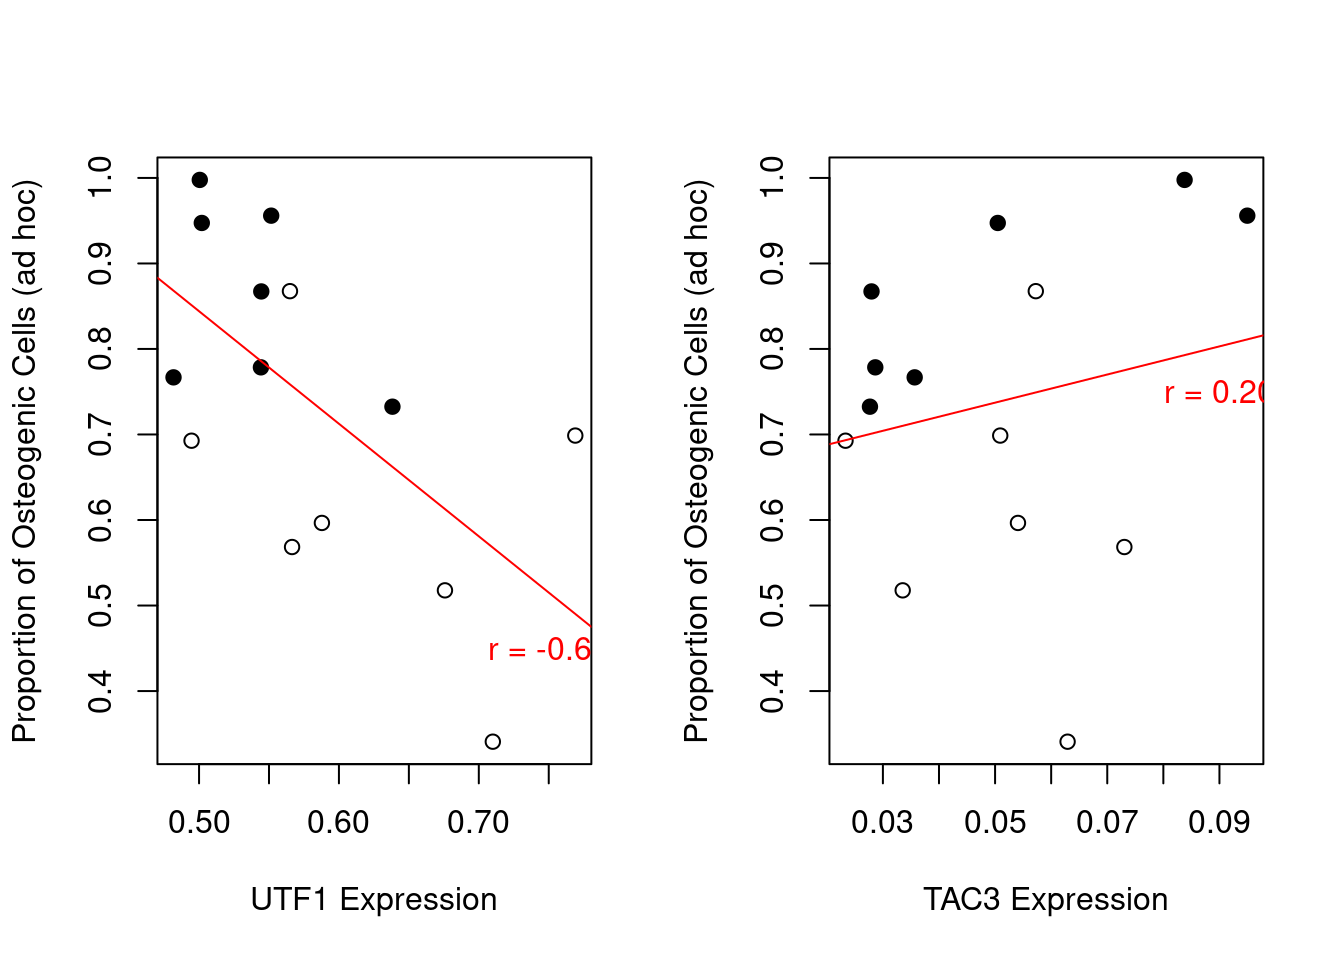 Proportion of Osteogenic Cells (ad hoc)
1.0
0.9
0.8
0.7
0.6
0.5
0.4
r = -0.6
0.50 0.60 0.70
UTF1 Expression
Proportion of Osteogenic Cells (ad hoc)
1.0
0.9
0.8
0.7
0.6
0.5
0.4
r = 0.20
0.03 0.05 0.07 0.09
TAC3 Expression